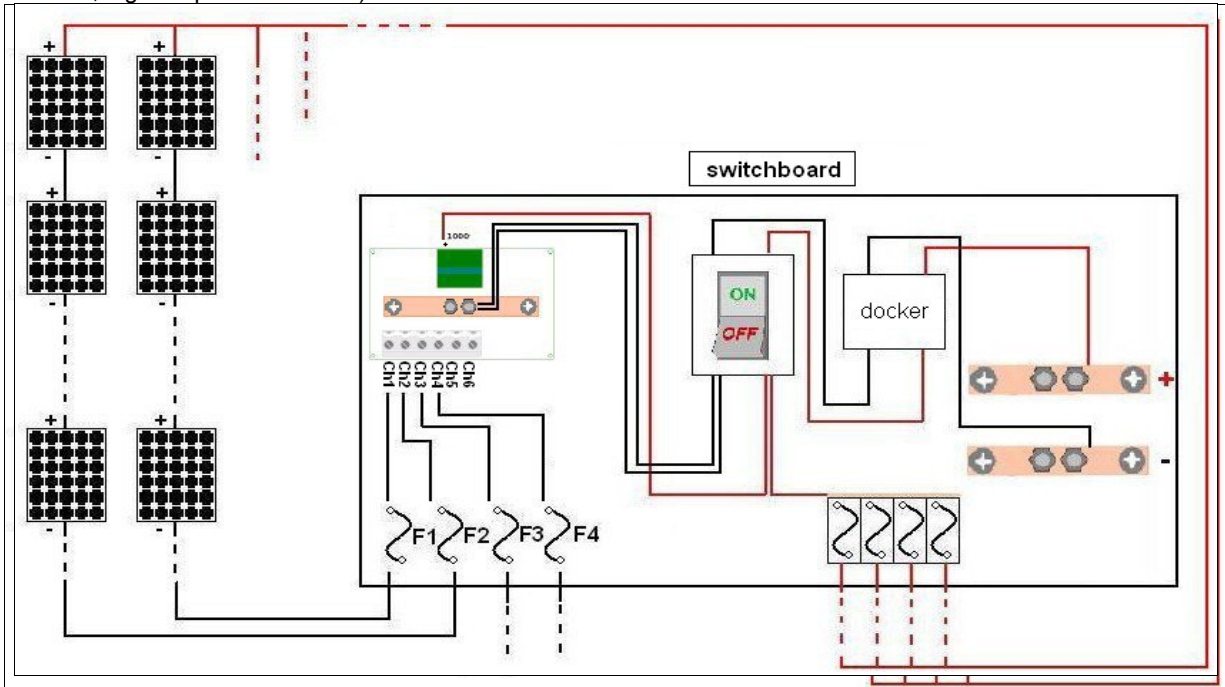 switchboard
1000
+
ON
OFF
docker
Ch1
Ch2
Ch3
Ch4
Ch5
Ch6
+
-
F1
F2
F3
F4
+
+
-
-
+
+
-
-
+
+
-
-